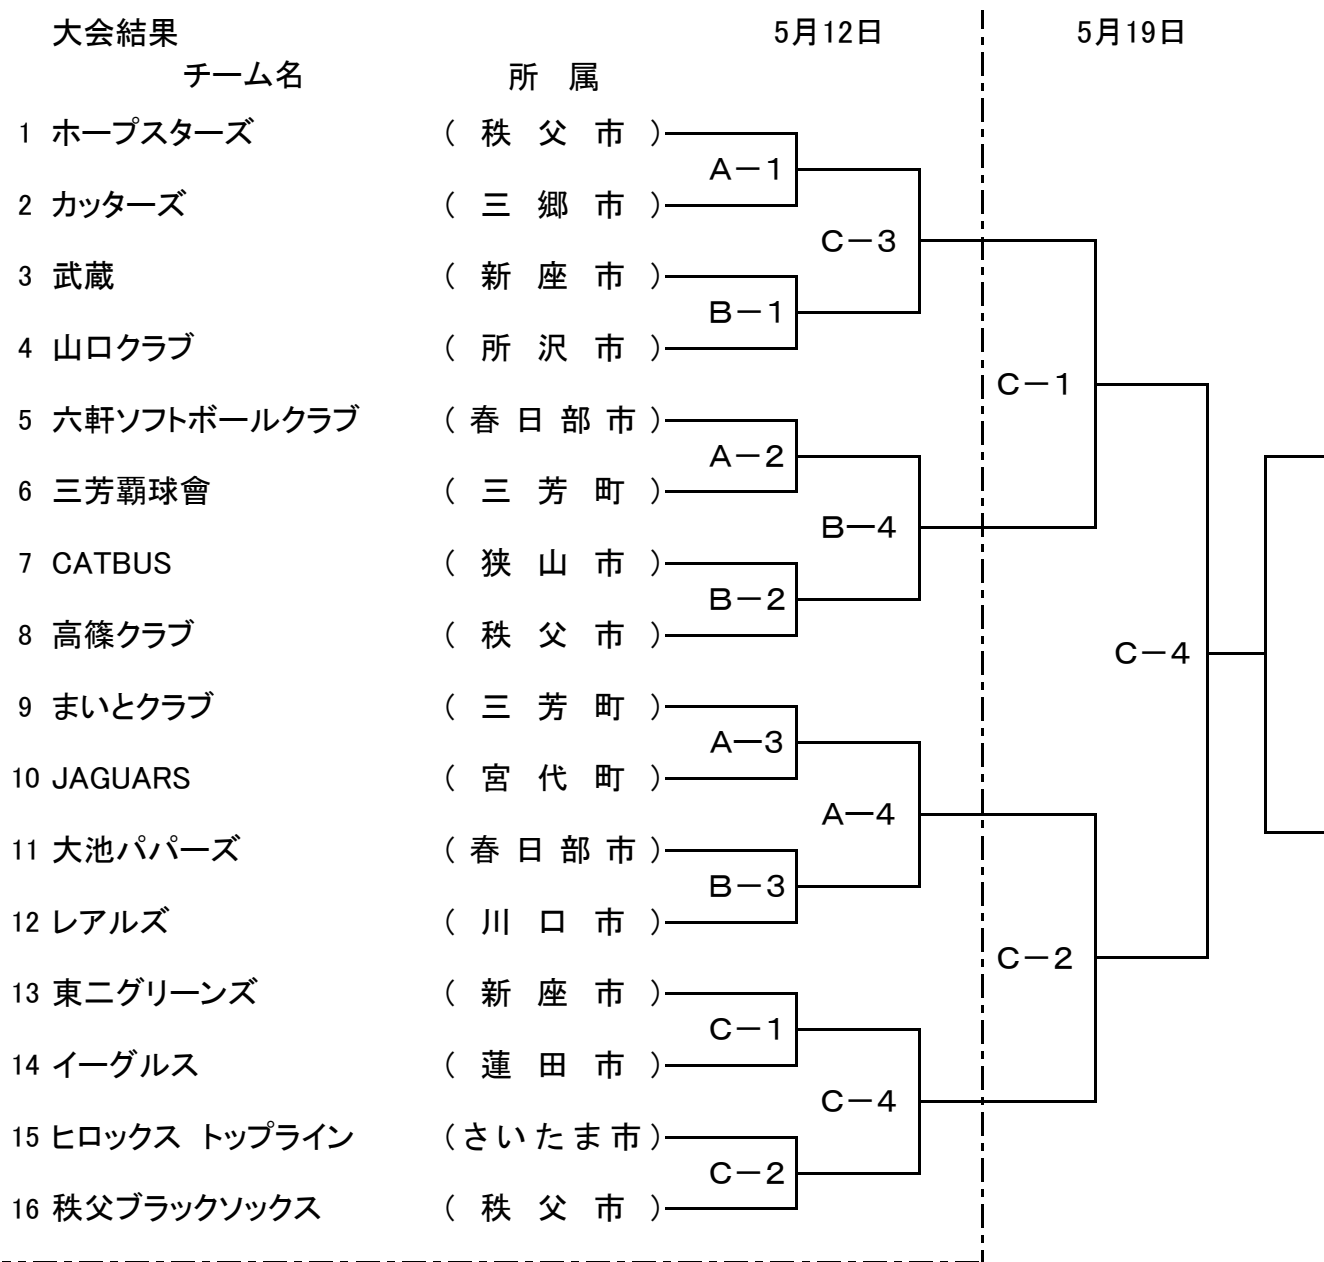 大会結果 5月12日 5月19日
チーム名 所 属
1 ホープスターズ ( 秩 父 市 )
A－1
2 カッターズ ( 三 郷 市 )
C－3
3 武蔵 ( 新 座 市 )
B－1
4 山口クラブ ( 所 沢 市 )
C－1
5 六軒ソフトボールクラブ ( 春 日 部 市 )
A－2
6 三芳覇球會 ( 三 芳 町 )
B－4
7 CATBUS ( 狭 山 市 )
B－2
8 高篠クラブ ( 秩 父 市 )
C－4
9 まいとクラブ ( 三 芳 町 )
A－3
10 JAGUARS ( 宮 代 町 )
A－4
11 大池パパーズ ( 春 日 部 市 )
B－3
12 レアルズ ( 川 口 市 )
C－2
13 東二グリーンズ ( 新 座 市 )
C－1
14 イーグルス ( 蓮 田 市 )
C－4
15 ヒロックス トップライン ( さ い た ま 市 )
C－2
16 秩父ブラックソックス ( 秩 父 市 )